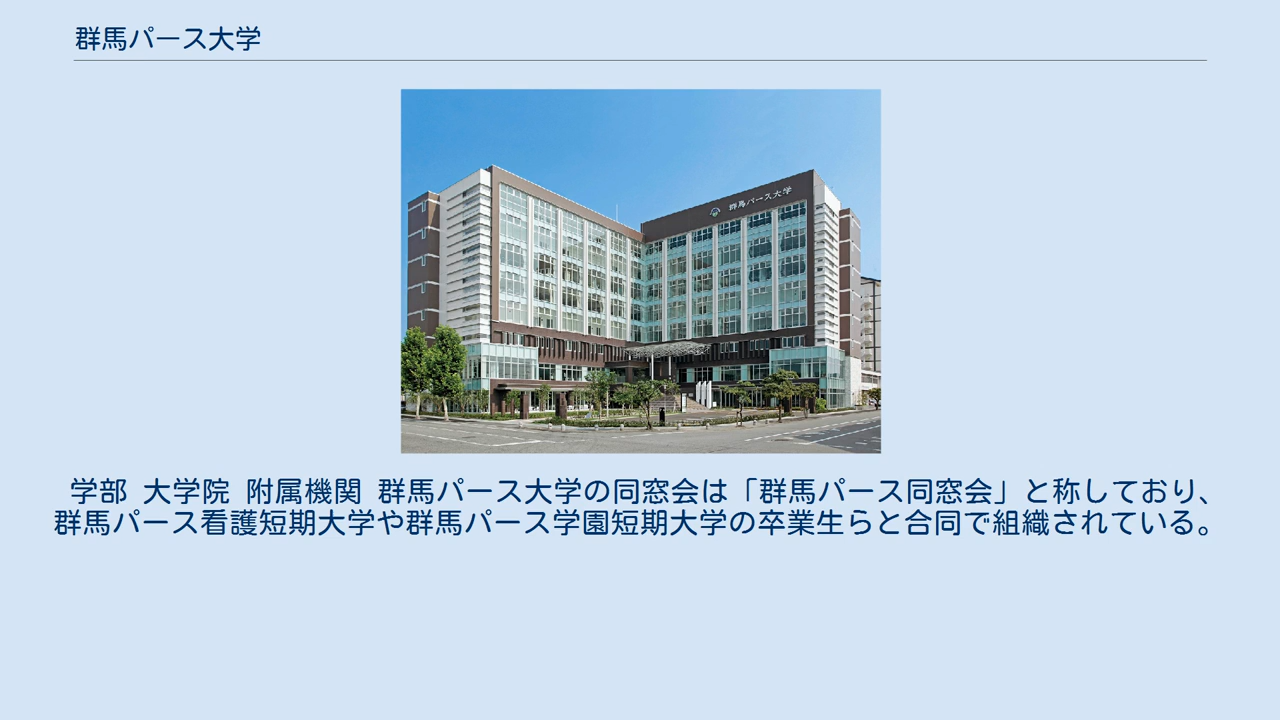 群馬パース大学
群馬パース大学
学部 大学院 附属機関 群馬パース大学の同窓会は「群馬パース同窓会」と称しており、
群馬パース看護短期大学や群馬パース学園短期大学の卒業生らと合同で組織されている。